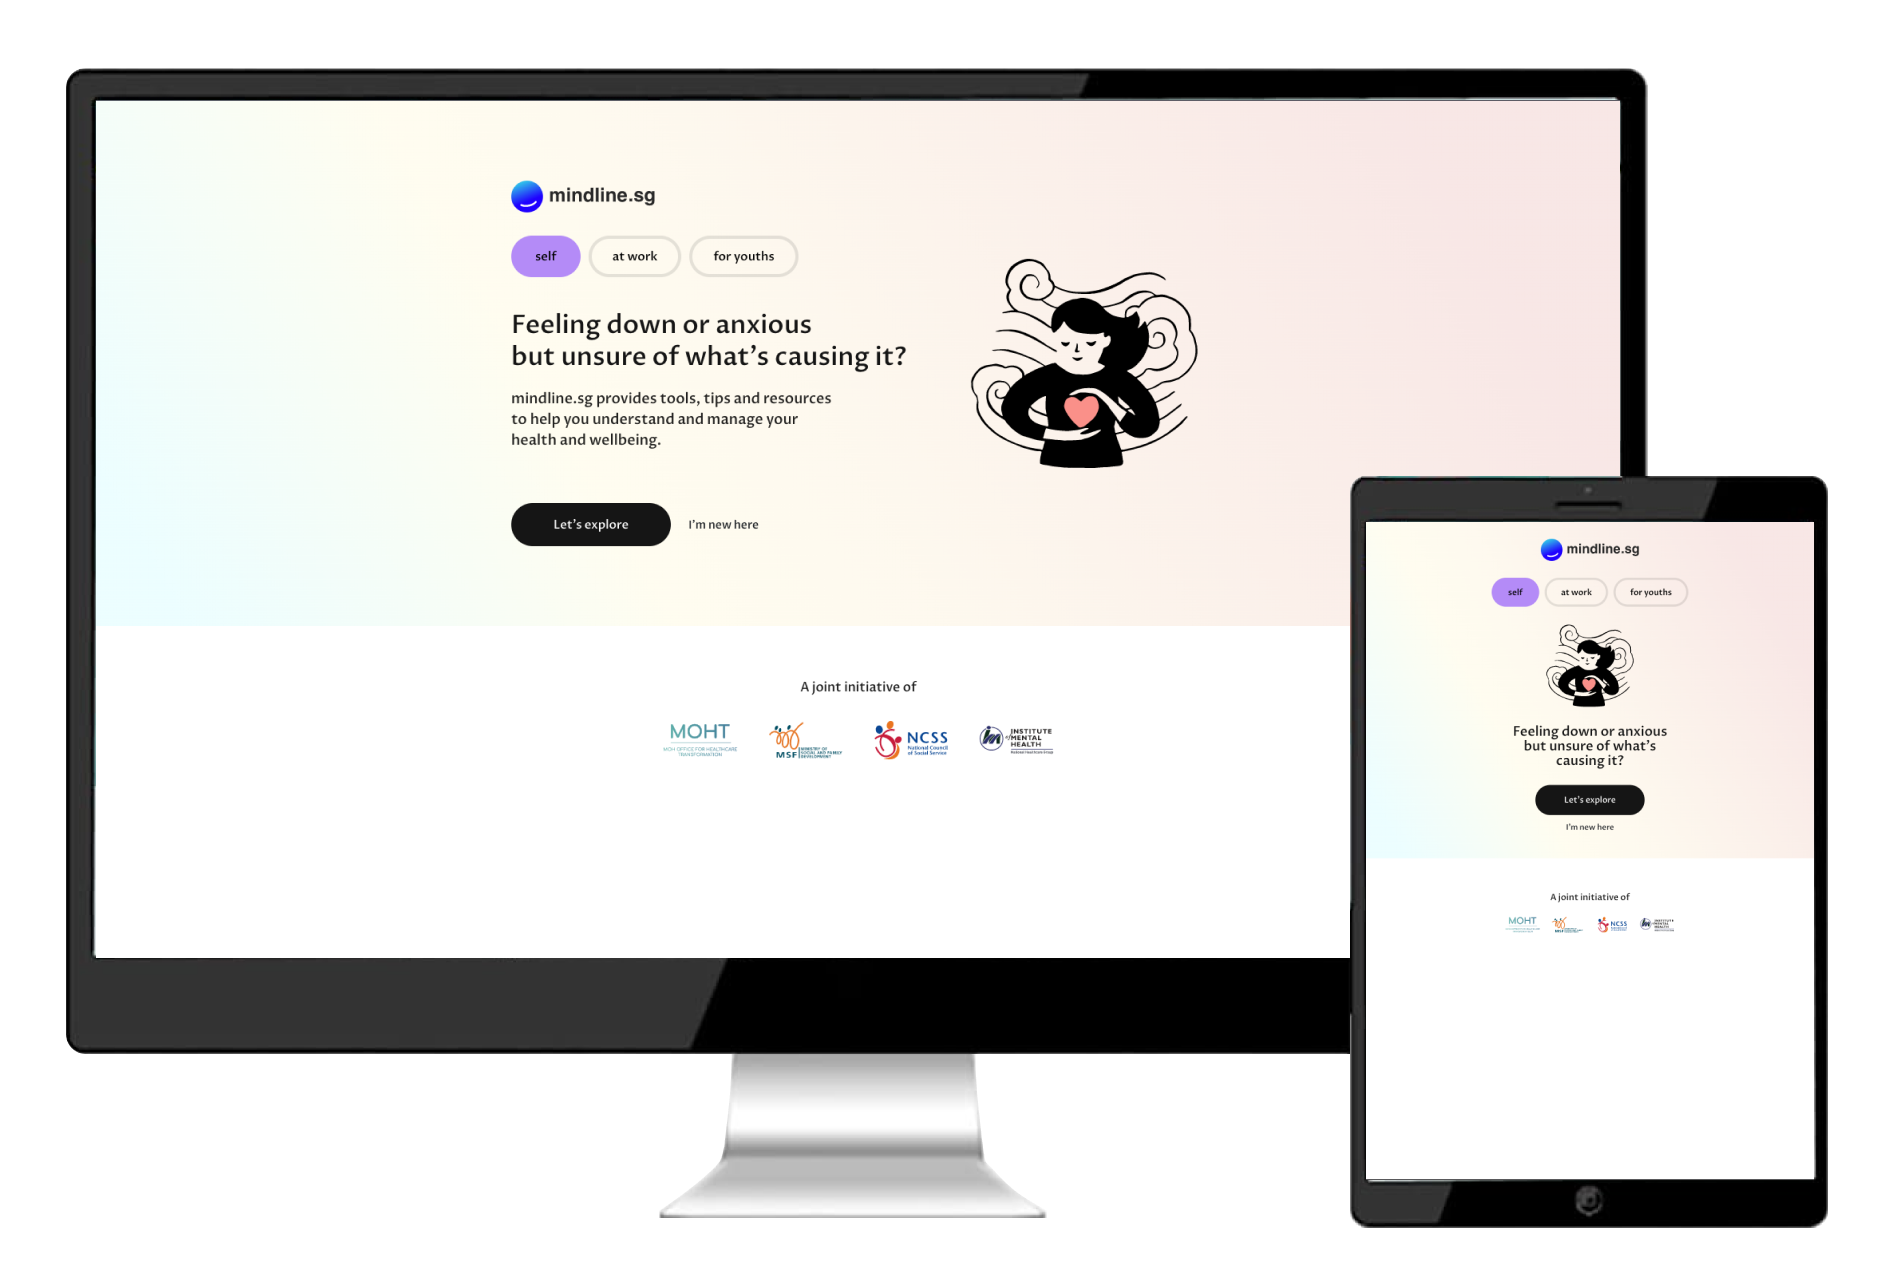 mindline.sg
self
at work
for youths
Feeling down or anxious
but unsure of what's causing it?
mindline.sg provides tools, tips and resources
to help you understand and manage your
health and wellbeing.
Let's explore
I'm new here
A joint initiative of
MOHT
MOH OFFICE FOR HEALTHCARE
TRANSFORMATION
MSF
MINISTRY OF
SOCIAL AND FAMILY
DEVELOPMENT
NCSS
National Council
of Social Service
INSTITUTE
of MENTAL
HEALTH
mindline.sg
self
at work
for youths
Feeling down or anxious
but unsure of what's
causing it?
Let's explore
I'm new here
A joint initiative of
MOHT
MSF
NCSS
INSTITUTE
MENTAL
HEALTH